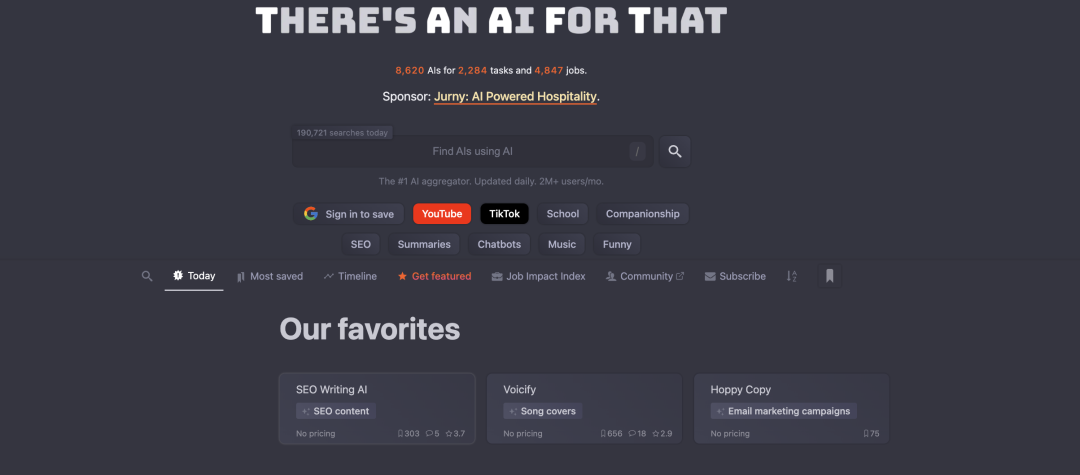 THERE'S AN AI FOR THAT
8,620 AIs for 2,284 tasks and 4,847 jobs.
Sponsor: Jurny: AI Powered Hospitality.
190,721 searches today
Find AIs using AI /
The #1 AI aggregator. Updated daily. 2M+ users/mo.
Sign in to save YouTube TikTok School Companionship
SEO Summaries Chatbots Music Funny
Today Most saved Timeline Get featured Job Impact Index Community Subscribe A Z
Our favorites
SEO Writing AI Voicify Hoppy Copy
SEO content Song covers Email marketing campaigns
No pricing 303 5 3.7 No pricing 656 18 2.9 No pricing 75